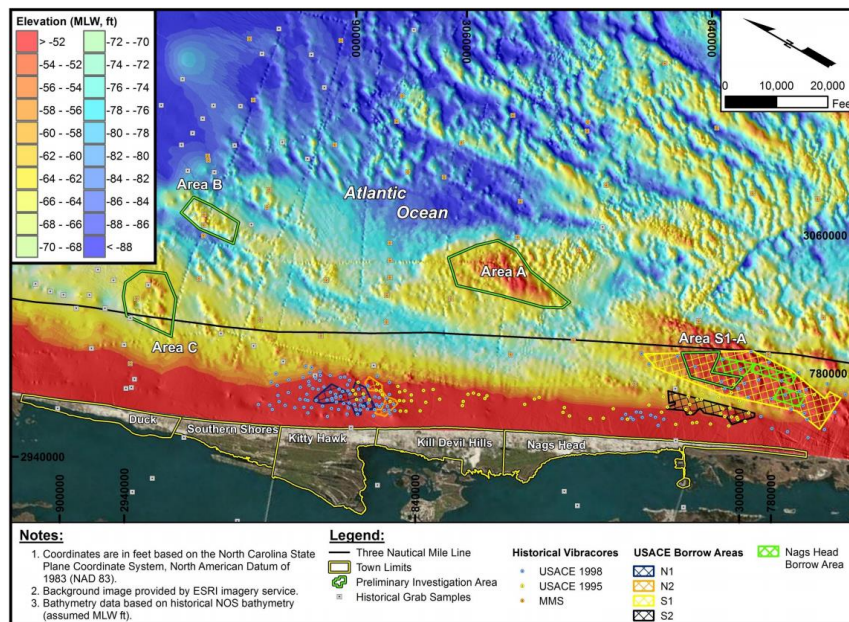 Elevation (MLW, ft)
> -52
-54 - -52
-56 - -54
-58 - -56
-60 - -58
-62 - -60
-64 - -62
-66 - -64
-68 - -66
-70 - -68
-72 - -70
-74 - -72
-76 - -74
-78 - -76
-80 - -78
-82 - -80
-84 - -82
-86 - -84
-88 - -86
< -88
900000
3060000
840000
N
0 10,000 20,000
Feet
Area B
Atlantic
Ocean
3060000
Area A
Area S1-A
Area C
780000
Duck
Southern Shores
Kitty Hawk
Kill Devil Hills
Nags Head
2940000
900000
2940000
840000
3000000
780000
Notes:
1. Coordinates are in feet based on the North Carolina State
Plane Coordinate System, North American Datum of
1983 (NAD 83).
2. Background image provided by ESRI imagery service.
3. Bathymetry data based on historical NOS bathymetry
(assumed MLW ft).
Legend:
Three Nautical Mile Line
Town Limits
Preliminary Investigation Area
Historical Grab Samples
Historical Vibracores
USACE 1998
USACE 1995
MMS
USACE Borrow Areas
N1
N2
S1
S2
Nags Head
Borrow Area